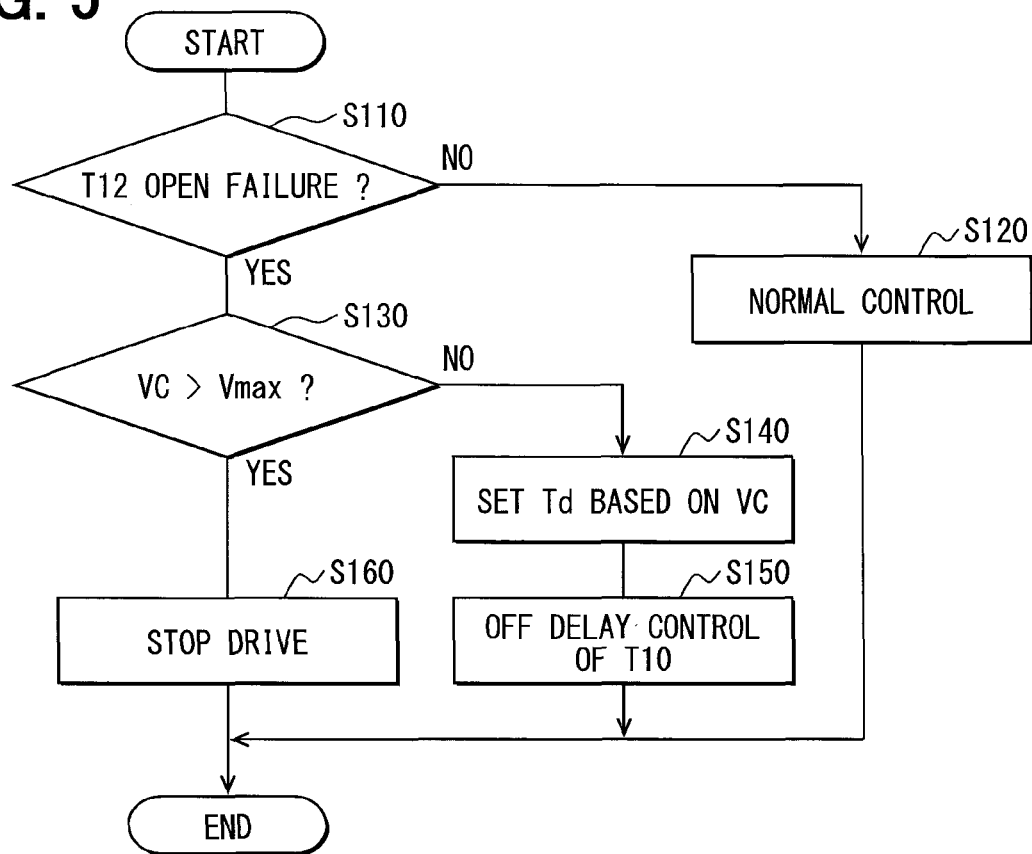 START
S110
T12 OPEN FAILURE ?
NO
YES
S120
NORMAL CONTROL
S130
VC > Vmax ?
NO
YES
S140
SET Td BASED ON VC
S150
OFF DELAY CONTROL
OF T10
S160
STOP DRIVE
END